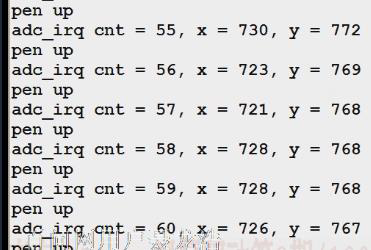 pen up
adc_irq cnt = 55, x = 730, y = 772
pen up
adc_irq cnt = 56, x = 723, y = 769
pen up
adc_irq cnt = 57, x = 721, y = 768
pen up
adc_irq cnt = 58, x = 728, y = 768
pen up
adc_irq cnt = 59, x = 728, y = 768
pen up
adc_irq cnt = 60, x = 726, y = 767
pen up